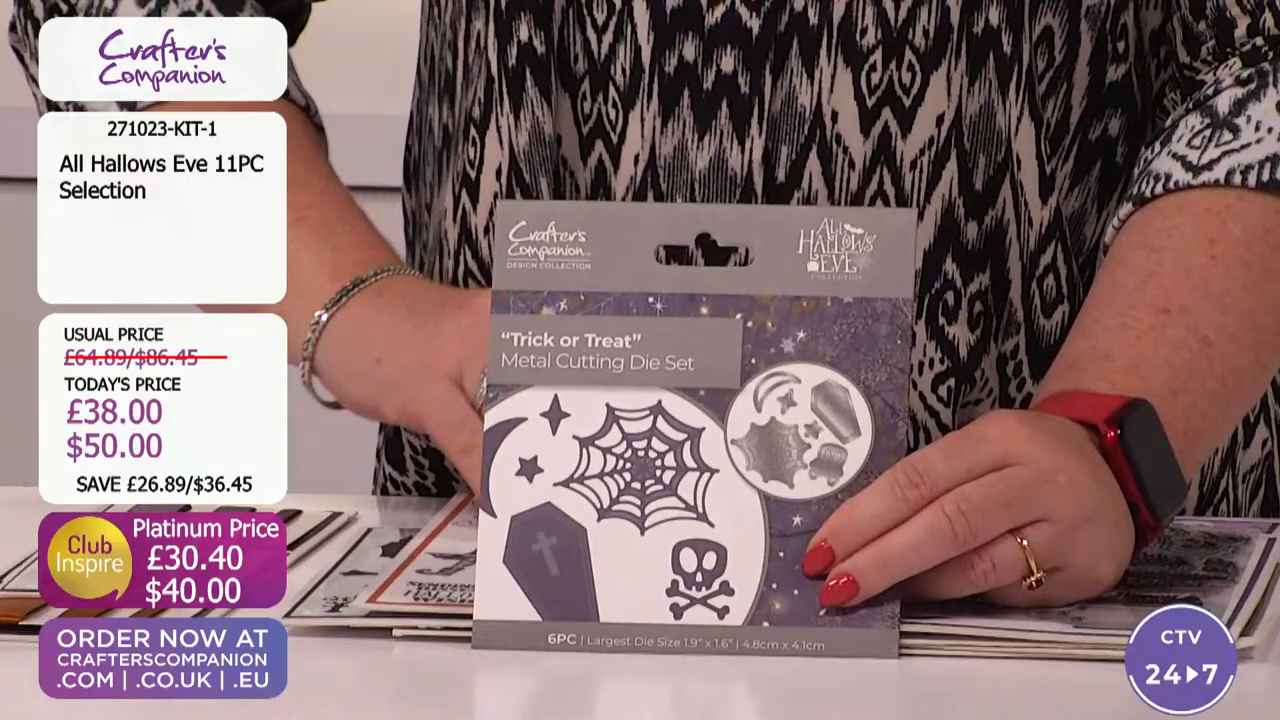 Crafter's
Companion
271023-KIT-1
All Hallows Eve 11PC
Selection
USUAL PRICE
£64.89/$86.45
TODAY'S PRICE
£38.00
$50.00
SAVE £26.89/$36.45
Club
Inspire
Platinum Price
£30.40
$40.00
ORDER NOW AT
CRAFTERSCOMPANION
.COM | .CO.UK | .EU
Crafter's
Companion
DESIGN COLLECTION
ALL
HALLOWS'
EVE
COLLECTION
“Trick or Treat”
Metal Cutting Die Set
6PC | Largest Die Size 1.9" x 1.6" | 4.8cm x 4.1cm
SENDING
CTV
24▶7